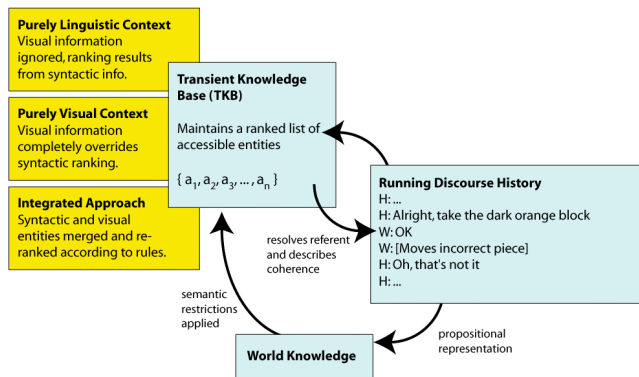 Purely Linguistic Context
Visual information
ignored, ranking results
from syntactic info.
Purely Visual Context
Visual information
completely overrides
syntactic ranking.
Integrated Approach
Syntactic and visual
entities merged and re-
ranked according to rules.
Transient Knowledge
Base (TKB)
Maintains a ranked list of
accessible entities
{ a1, a2, a3, ... , an }
resolves referent
and describes
coherence
Running Discourse History
H: ...
H: Alright, take the dark orange block
W: OK
W: [Moves incorrect piece]
H: Oh, that's not it
H: ...
semantic
restrictions
applied
propositional
representation
World Knowledge